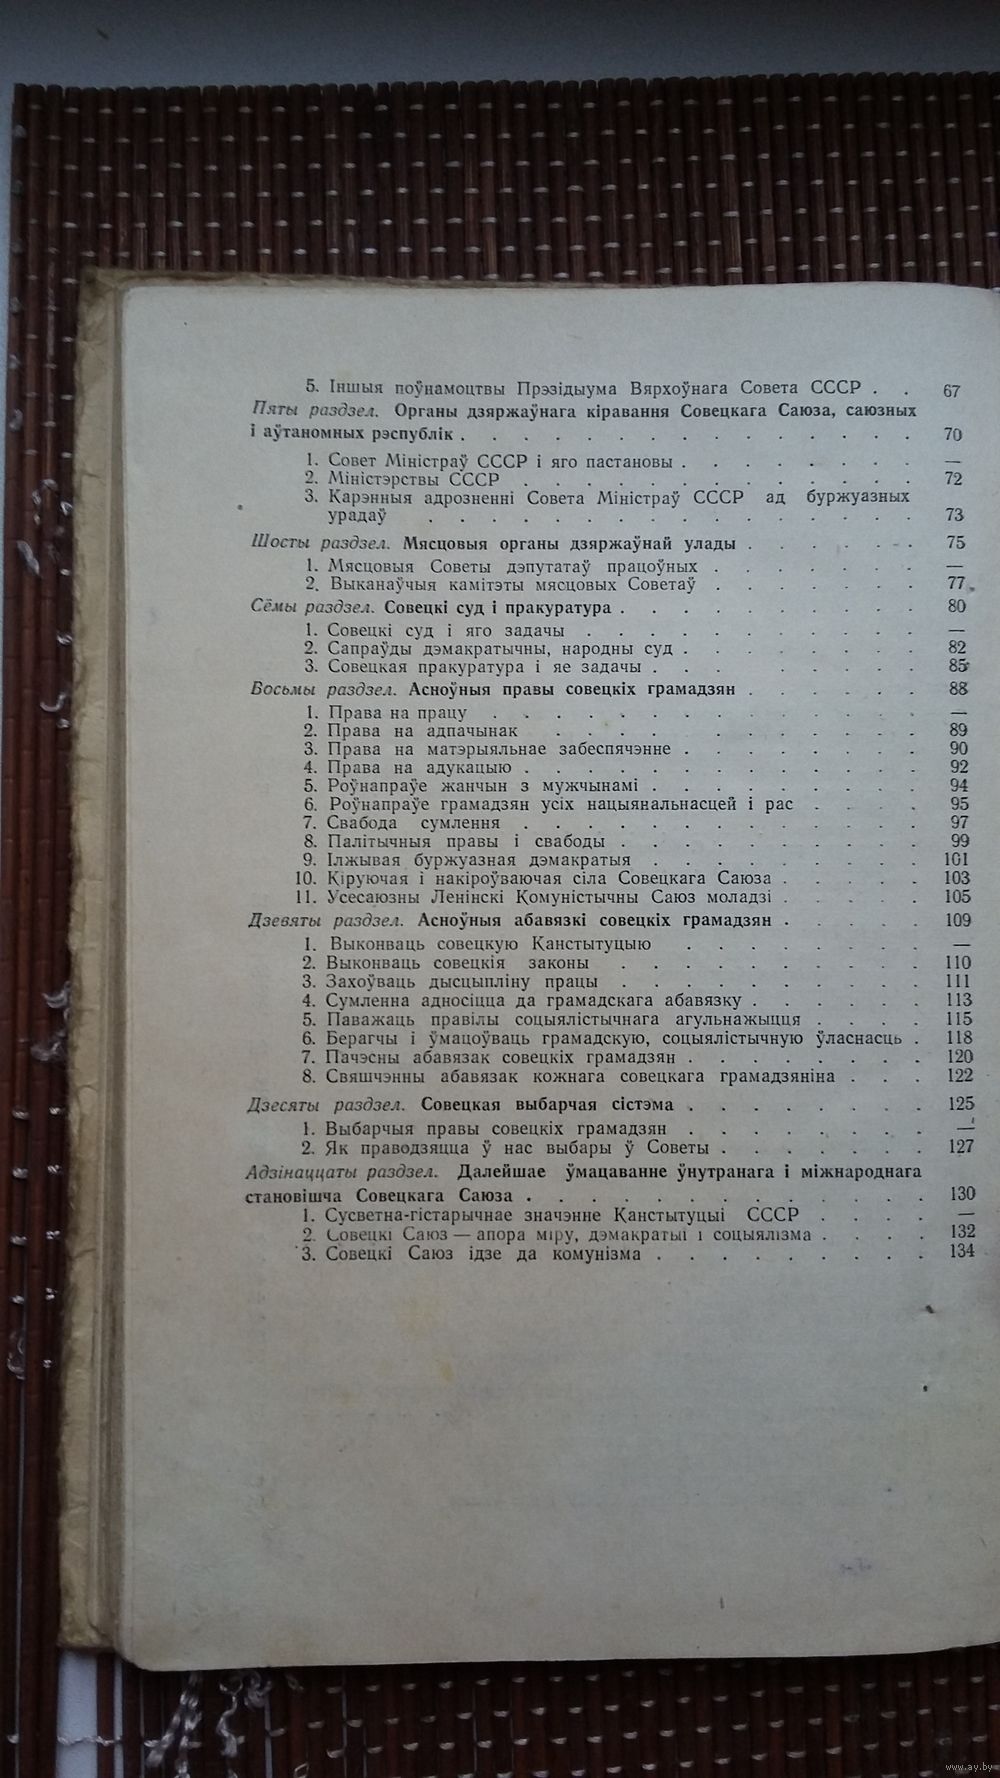 5. Іншыя поўнамоцтвы Прэзідыума Вярхоўнага Совета СССР . . 67
Пяты раздзел. Органы дзяржаўнага кіравання Совецкага Саюза, саюзных
і аўтаномных рэспублік . . . . . . . . . . . . . . 70
1. Совет Міністраў СССР і яго пастановы . . . . . . . . —
2. Міністэрствы СССР . . . . . . . . . . . . . 72
3. Карэнныя адрозненні Совета Міністраў СССР ад буржуазных
урадаў . . . . . . . . . . . . . . . 73
Шосты раздзел. Мясцовыя органы дзяржаўнай улады . . . . . . 75
1. Мясцовыя Советы дэпутатаў працоўных . . . . . . . —
2. Выканаўчыя камітэты мясцовых Советаў . . . . . . . 77
Сёмы раздзел. Совецкі суд і пракуратура . . . . . . . . . 80
1. Совецкі суд і яго задачы . . . . . . . . . . . —
2. Сапраўды дэмакратычны, народны суд . . . . . . . . 82
3. Совецкая пракуратура і яе задачы . . . . . . . . 85
Восьмы раздзел. Асноўныя правы совецкіх грамадзян . . . . . . 88
1. Права на працу . . . . . . . . . . . . . . —
2. Права на адпачынак . . . . . . . . . . . 89
3. Права на матэрыяльнае забеспячэнне . . . . . . . . 90
4. Права на адукацыю . . . . . . . . . . . . . 92
5. Роўнапраўе жанчын з мужчынамі . . . . . . . . . 94
6. Роўнапраўе грамадзян усіх нацыянальнасцей і рас . . . . 95
7. Свабода сумлення . . . . . . . . . . . . . 97
8. Палітычныя правы і свабоды . . . . . . . . . . 99
9. Ілжывая буржуазная дэмакратыя . . . . . . . . . 101
10. Кіруючая і накіроўваючая сіла Совецкага Саюза . . . . . 103
11. Усесаюзны Ленінскі Комуністычны Саюз моладзі . . . . . 105
Дзевяты раздзел. Асноўныя абавязкі совецкіх грамадзян . . . . . 109
1. Выконваць совецкую Канстытуцыю . . . . . . . . —
2. Выконваць совецкія законы . . . . . . . . . . 110
3. Захоўваць дысцыпліну працы . . . . . . . . . . 111
4. Сумленна адносіцца да грамадскага абавязку . . . . . . 113
5. Паважаць правілы соцыялістычнага агульнажыцця . . . . 115
6. Берагчы і ўмацоўваць грамадскую, соцыялістычную ўласнасць . 118
7. Пачэсны абавязак совецкіх грамадзян . . . . . . . . 120
8. Свяшчэнны абавязак кожнага совецкага грамадзяніна . . . 122
Дзесяты раздзел. Совецкая выбарчая сістэма . . . . . . . . 125
1. Выбарчыя правы совецкіх грамадзян . . . . . . . . —
2. Як праводзяцца ў нас выбары ў Советы . . . . . . . 127
Адзінаццаты раздзел. Далейшае ўмацаванне ўнутранага і міжнароднага
становішча Совецкага Саюза . . . . . . . . . . . . . 130
1. Сусветна-гістарычнае значэнне Канстытуцыі СССР . . . . —
2. Совецкі Саюз — апора міру, дэмакратыі і соцыялізма . . . . 132
3. Совецкі Саюз ідзе да комунізма . . . . . . . . . 134
www.ay.by